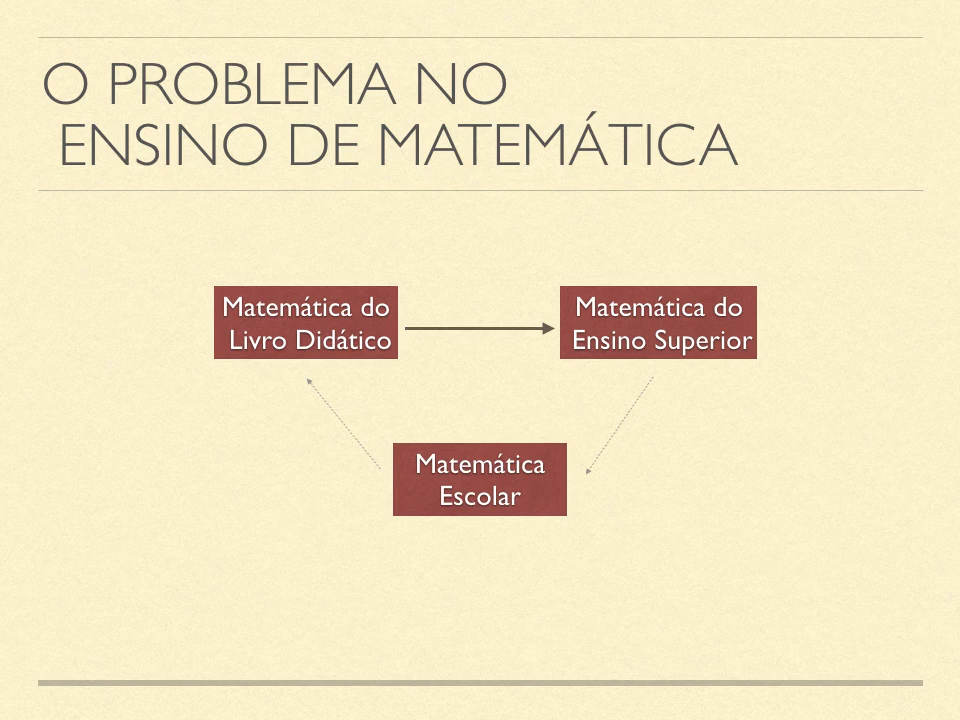 O PROBLEMA NO
ENSINO DE MATEMÁTICA
Matemática do
Livro Didático
Matemática do
Ensino Superior
Matemática
Escolar